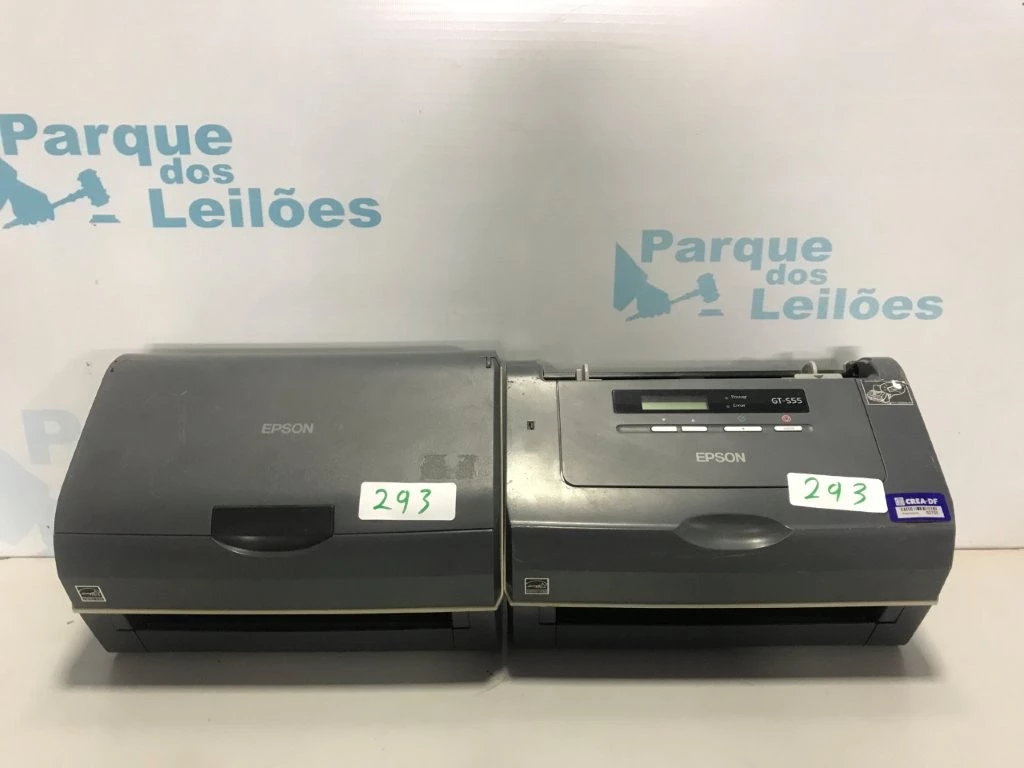 Parque
dos
Leilões
Parque
dos
Leilões
EPSON
293
Power
Error
GT-S55
EPSON
293
CREA-DF